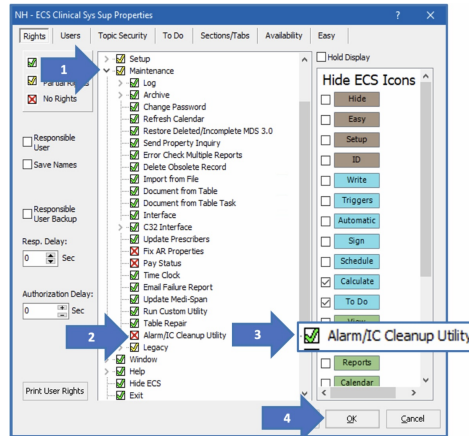 NH - ECS Clinical Sys Sup Properties
Rights Users Topic Security To Do Sections/Tabs Availability Easy
1
No Rights
Responsible
User
Save Names
Responsible
User Backup
Resp. Delay:
0 Sec
Authorization Delay:
0 Sec
Print User Rights
Setup
Maintenance
Log
Archive
Change Password
Refresh Calendar
Restore Deleted/Incomplete MDS 3.0
Send Property Inquiry
Error Check Multiple Reports
Delete Obsolete Record
Import from File
Document from Table
Document from Table Task
Interface
C32 Interface
Update Prescribers
Fix AR Properties
Pay Status
Time Clock
Email Failure Report
Update Medi-Span
Run Custom Utility
Table Repair
2
Alarm/IC Cleanup Utility
3
Alarm/IC Cleanup Utility
Legacy
Window
Help
Hide ECS
Exit
Hold Display
Hide ECS Icons
Hide
Easy
Setup
ID
Write
Triggers
Automatic
Sign
Schedule
Calculate
To Do
Reports
Calendar
4
OK
Cancel